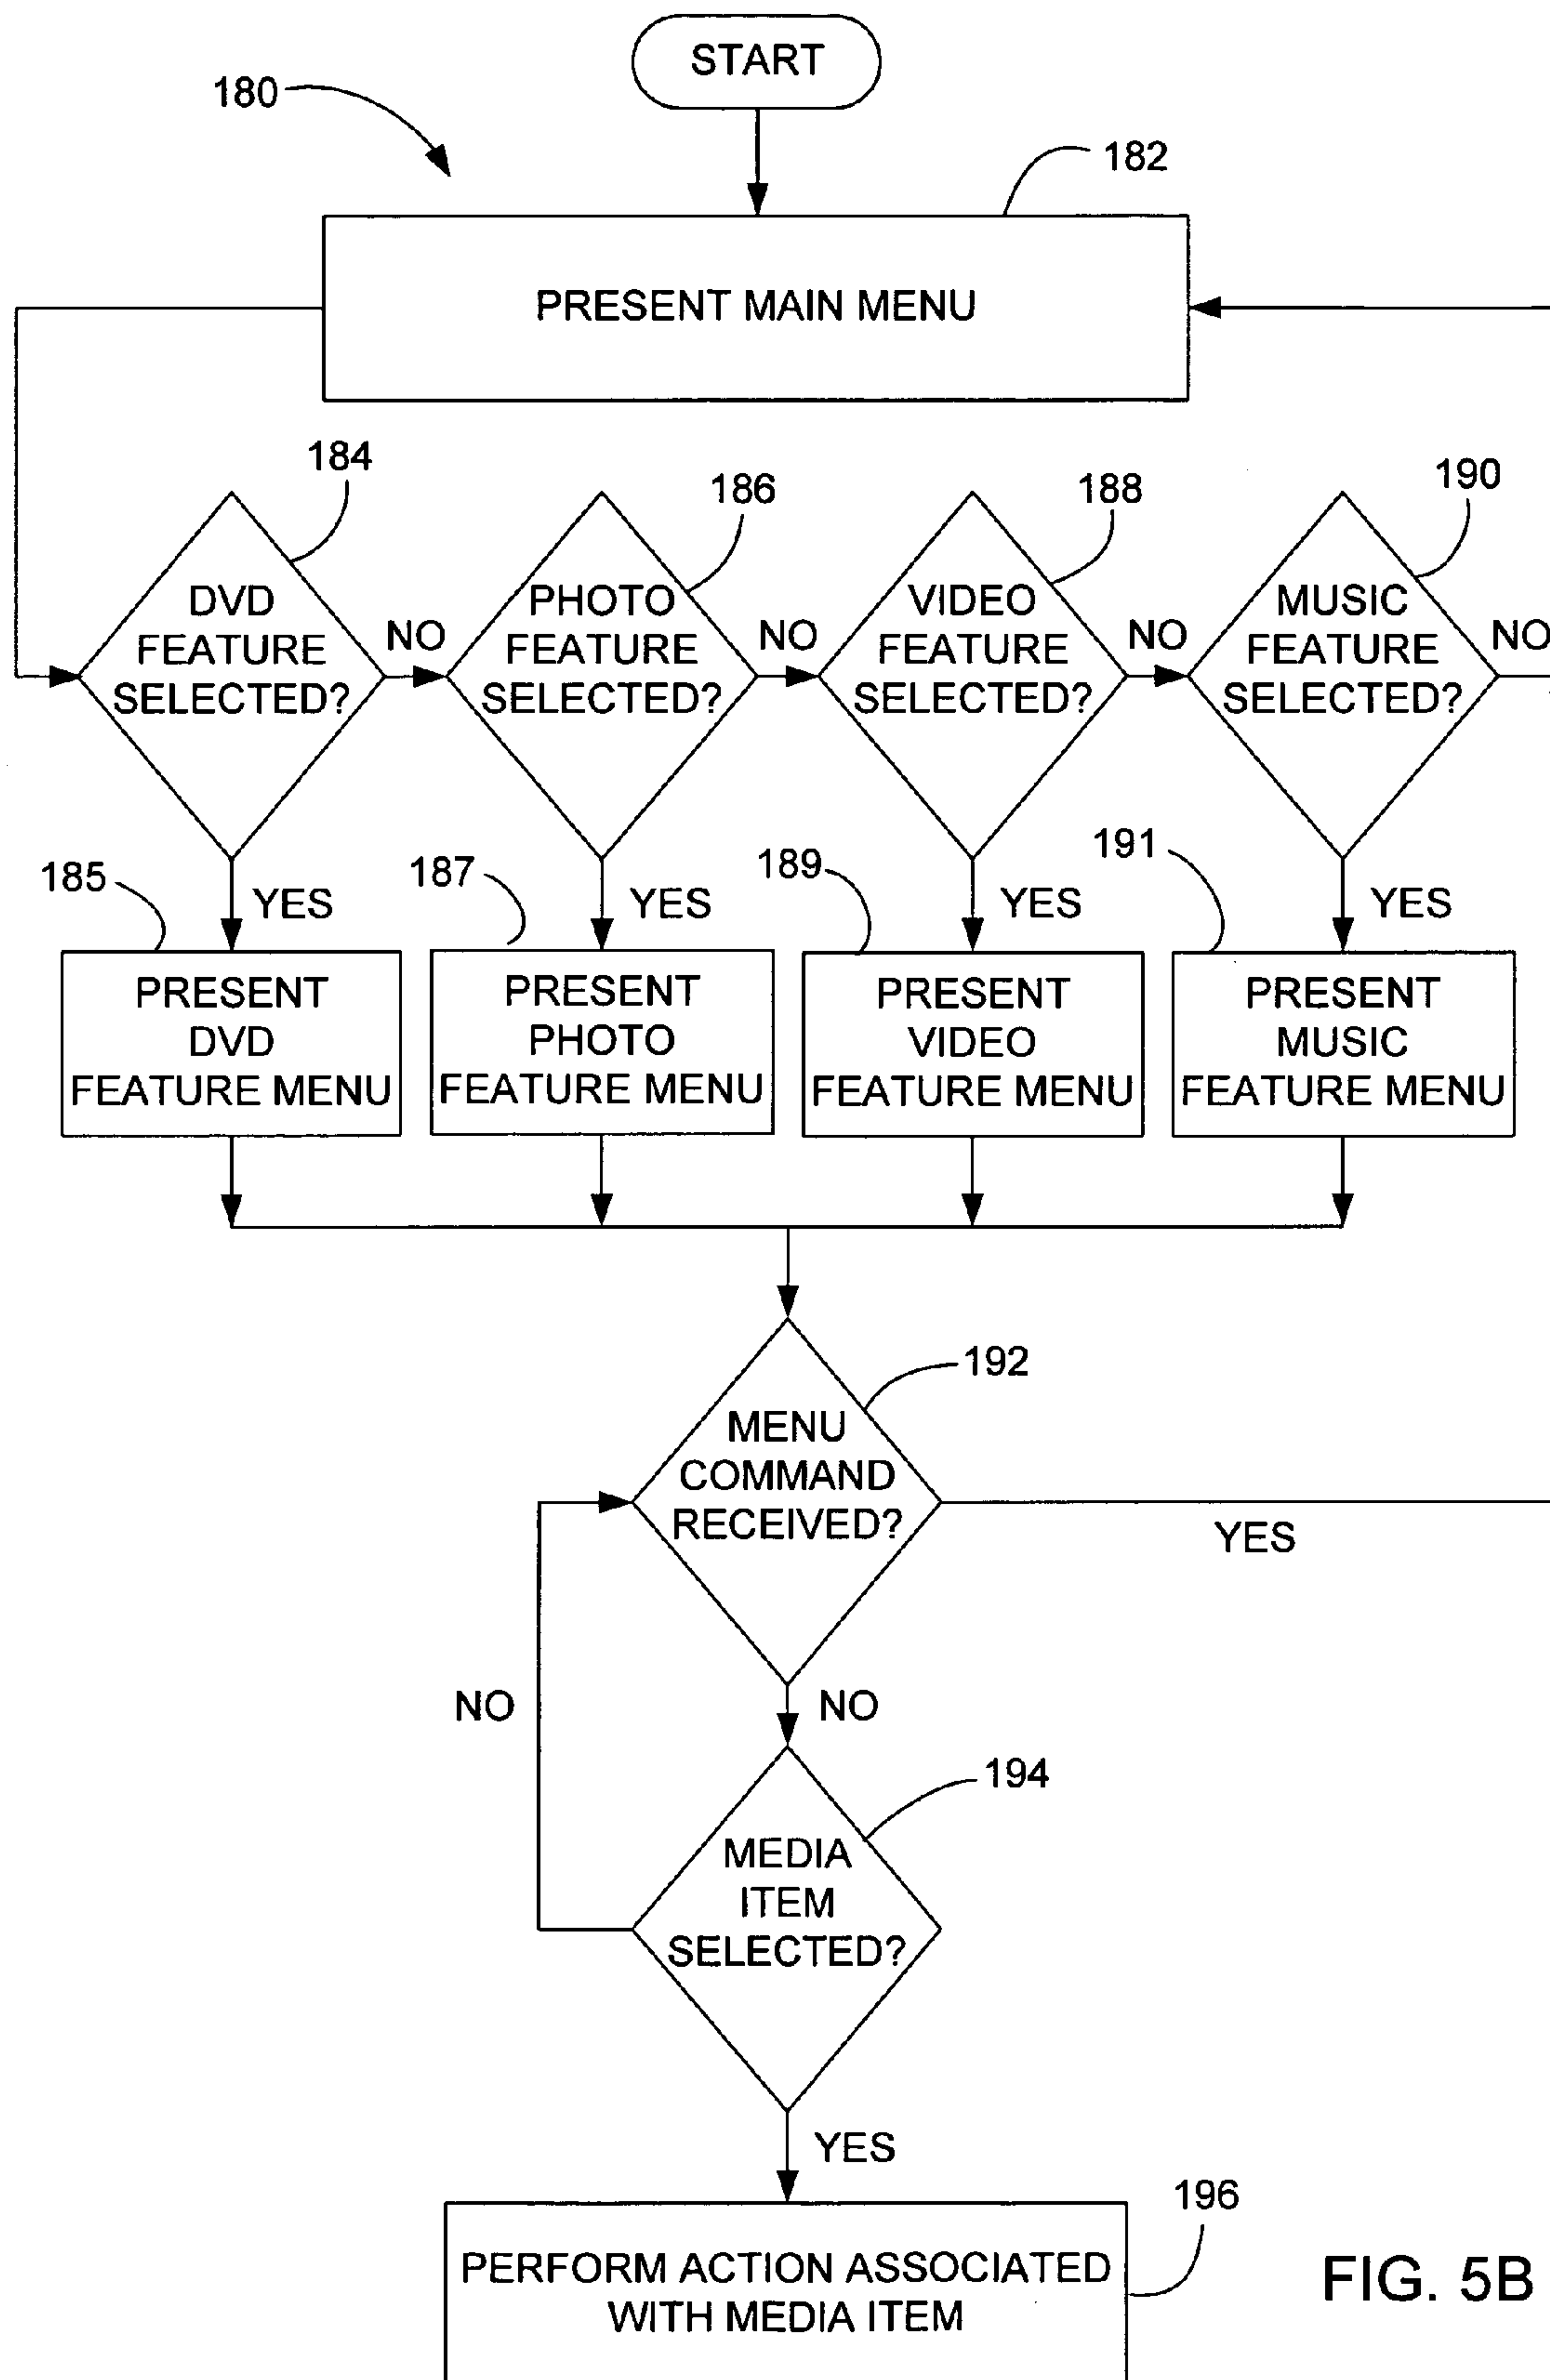 START
180
182
PRESENT MAIN MENU
184
186
188
190
DVD
FEATURE
SELECTED?
NO
PHOTO
FEATURE
SELECTED?
NO
VIDEO
FEATURE
SELECTED?
NO
MUSIC
FEATURE
SELECTED?
NO
185
YES
187
YES
189
YES
191
YES
PRESENT
DVD
FEATURE MENU
PRESENT
PHOTO
FEATURE MENU
PRESENT
VIDEO
FEATURE MENU
PRESENT
MUSIC
FEATURE MENU
192
MENU
COMMAND
RECEIVED?
YES
NO
NO
194
MEDIA
ITEM
SELECTED?
YES
196
PERFORM ACTION ASSOCIATED
WITH MEDIA ITEM
FIG. 5B